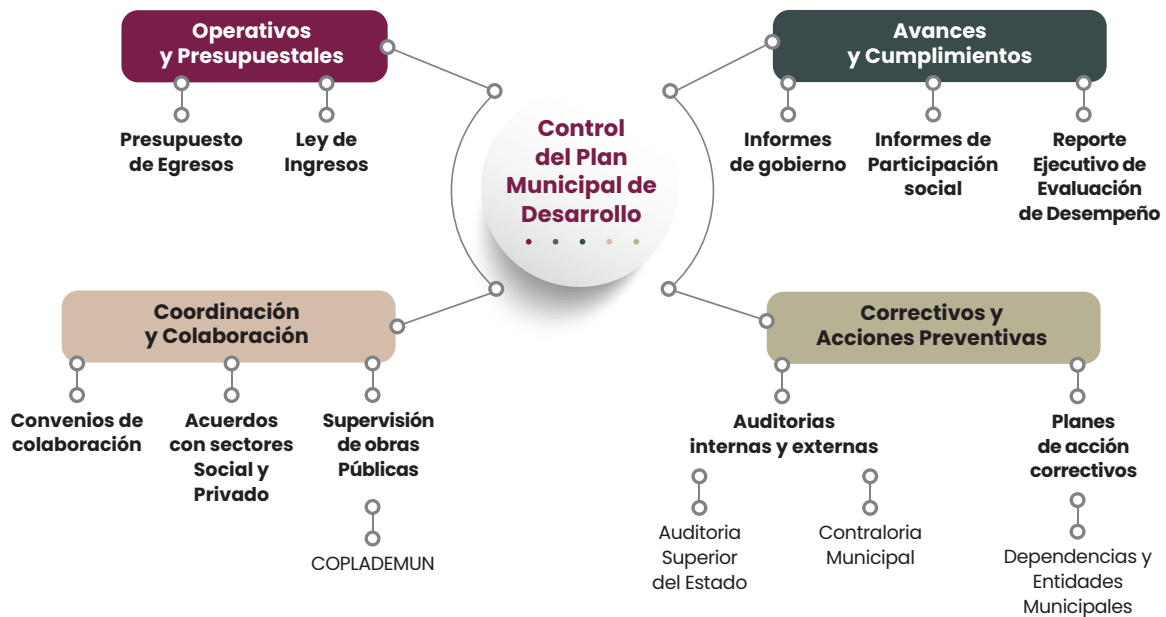 Operativos
y Presupuestales
Presupuesto
de Egresos
Ley de
Ingresos
Control
del Plan
Municipal de
Desarrollo
Avances
y Cumplimientos
Informes
de gobierno
Informes de
Participación
social
Reporte
Ejecutivo de
Evaluación
de Desempeño
Coordinación
y Colaboración
Convenios de
colaboración
Acuerdos
con sectores
Social y
Privado
Supervisión
de obras
Públicas
COPLADEMUN
Correctivos y
Acciones Preventivas
Auditorias
internas y externas
Auditoria
Superior
del Estado
Contraloria
Municipal
Planes
de acción
correctivos
Dependencias y
Entidades
Municipales